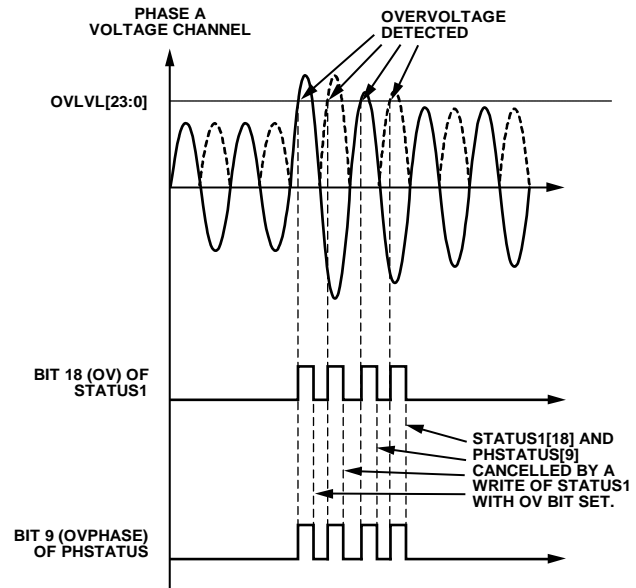 PHASE A
VOLTAGE CHANNEL
OVERVOLTAGE
DETECTED
OVLVL[23:0]
BIT 18 (OV) OF
STATUS1
STATUS1[18] AND
PHSTATUS[9]
CANCELLED BY A
WRITE OF STATUS1
WITH OV BIT SET.
BIT 9 (OVPHASE)
OF PHSTATUS